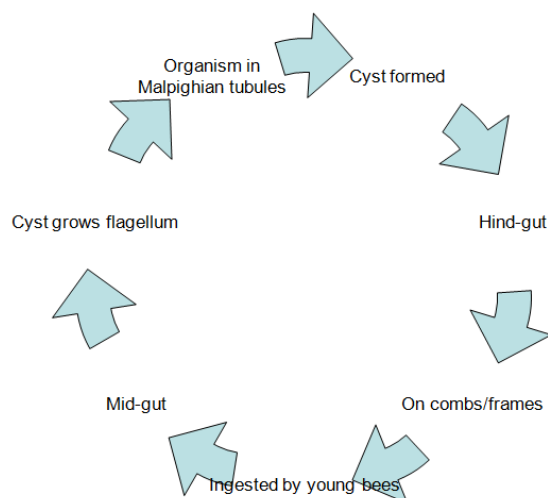 Organism in
Malpighian tubules
Cyst formed
Hind-gut
On combs/frames
Ingested by young bees
Mid-gut
Cyst grows flagellum